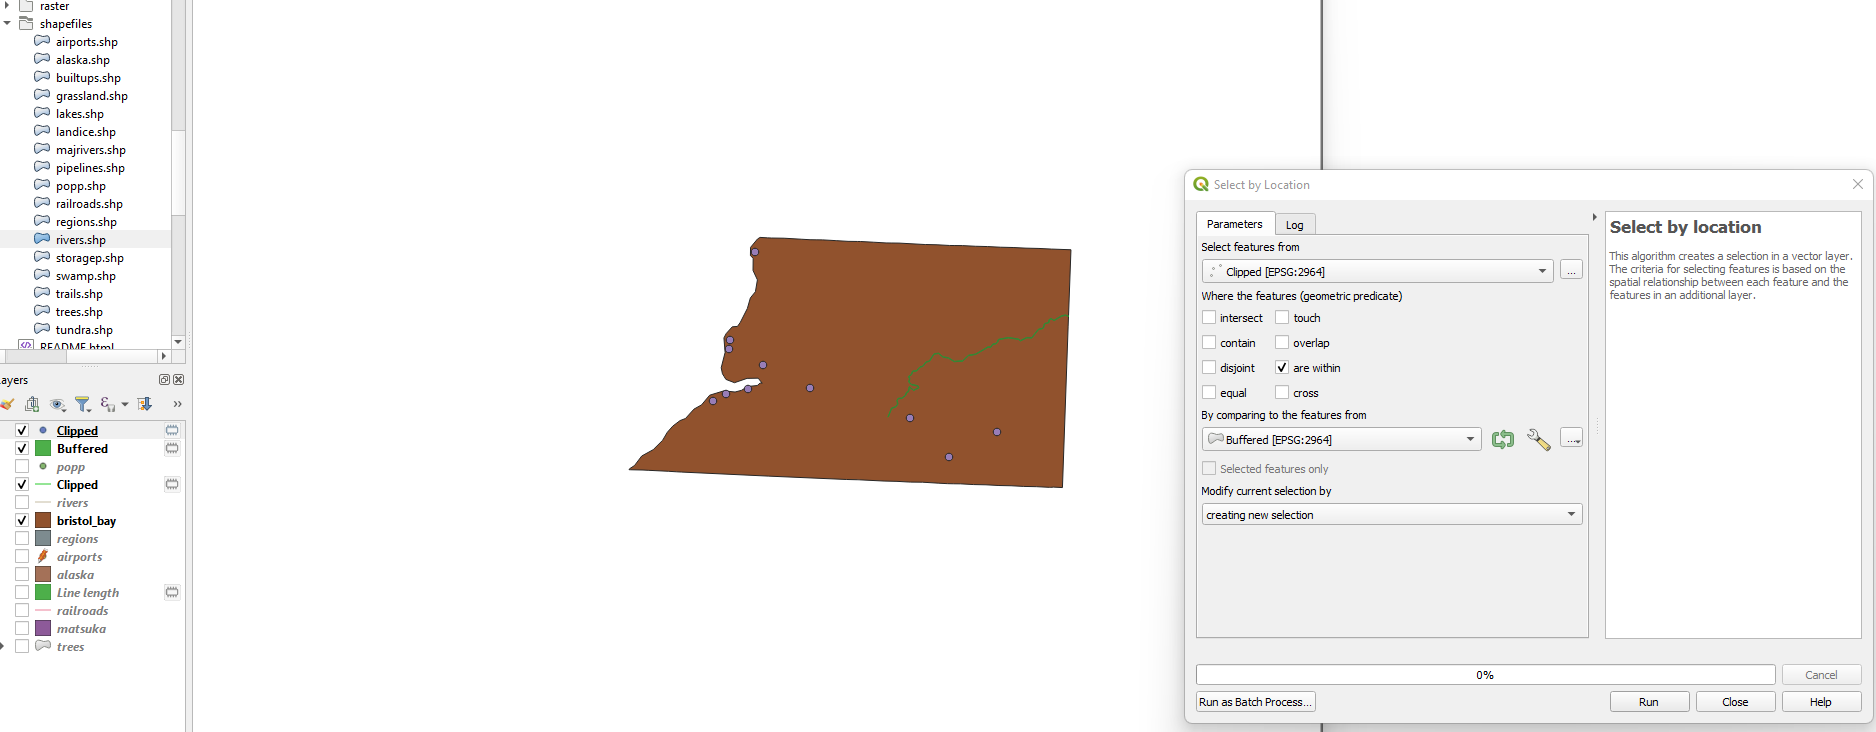 raster
shapefiles
airports.shp
alaska.shp
builtups.shp
grassland.shp
lakes.shp
landice.shp
majrivers.shp
pipelines.shp
popp.shp
railroads.shp
regions.shp
rivers.shp
storagep.shp
swamp.shp
trails.shp
trees.shp
tundra.shp
README.html
ayers
Clipped
Buffered
popp
Clipped
rivers
bristol_bay
regions
airports
alaska
Line length
railroads
matsuka
trees
Select by Location
Parameters Log
Select features from
Clipped [EPSG:2964] ...
Where the features (geometric predicate)
intersect touch
contain overlap
disjoint are within
equal cross
By comparing to the features from
Buffered [EPSG:2964] ...
Selected features only
Modify current selection by
creating new selection
Select by location
This algorithm creates a selection in a vector layer.
The criteria for selecting features is based on the
spatial relationship between each feature and the
features in an additional layer.
0% Cancel
Run as Batch Process... Run Close Help